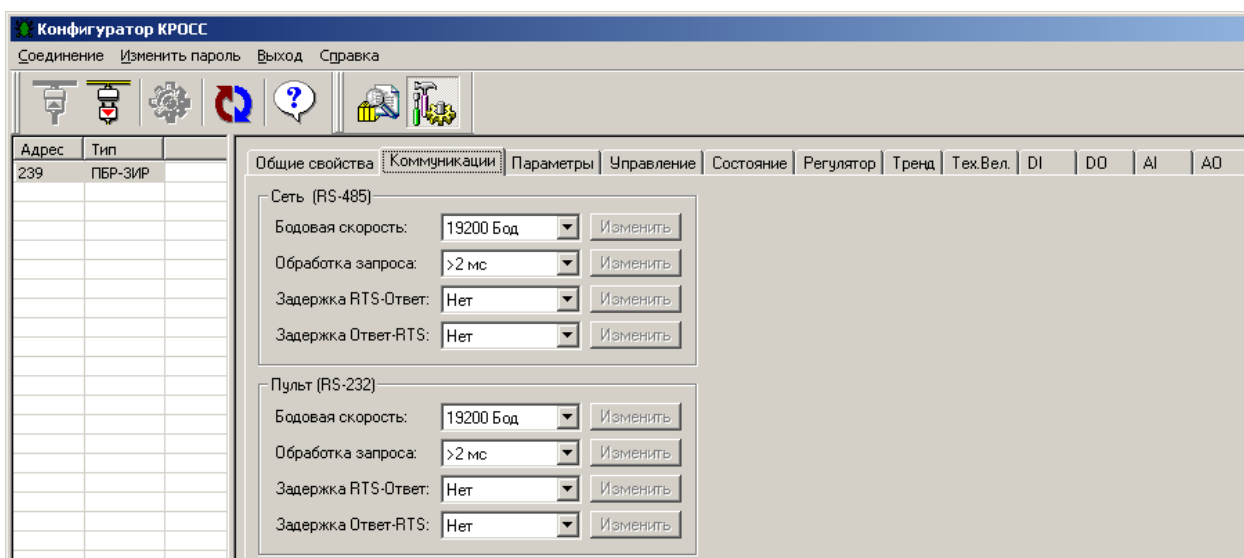 Конфигуратор КРОСС
Соединение Изменить пароль Выход Справка
Адрес Тип
239 ПБР-3ИР
Общие свойства Коммуникации Параметры Управление Состояние Регулятор Тренд Тех.Вел. DI DO AI AO
Сеть (RS-485)
Бодовая скорость: 19200 Бод Изменить
Обработка запроса: >2 мс Изменить
Задержка RTS-Ответ: Нет Изменить
Задержка Ответ-RTS: Нет Изменить
Пульт (RS-232)
Бодовая скорость: 19200 Бод Изменить
Обработка запроса: >2 мс Изменить
Задержка RTS-Ответ: Нет Изменить
Задержка Ответ-RTS: Нет Изменить